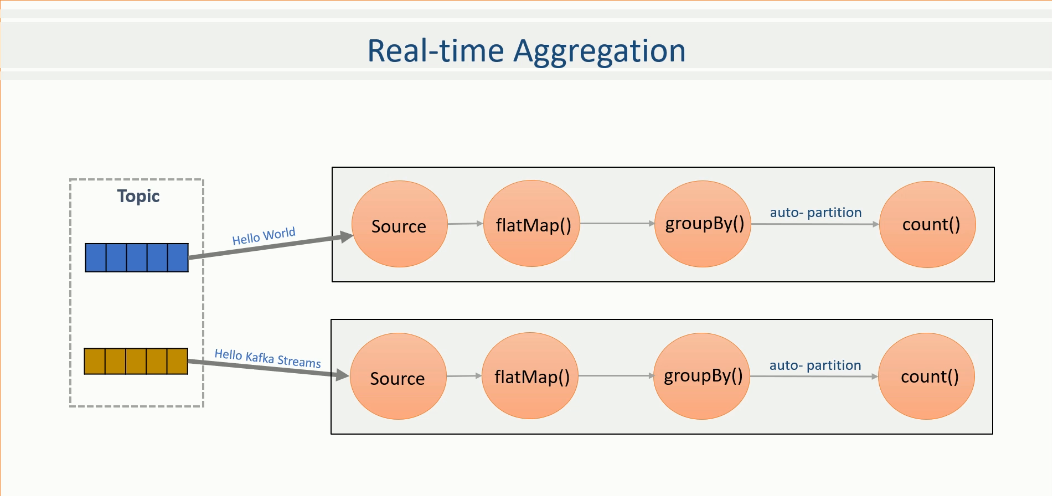 Real-time Aggregation
Topic
Hello World
Source
flatMap()
groupBy()
auto- partition
count()
Hello Kafka Streams
Source
flatMap()
groupBy()
auto- partition
count()